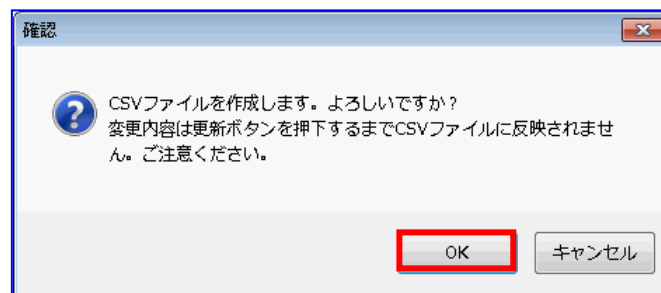 確認
CSVファイルを作成します。よろしいですか?
変更内容は更新ボタンを押下するまでCSVファイルに反映されませ
ん。ご注意ください。
OK
キャンセル